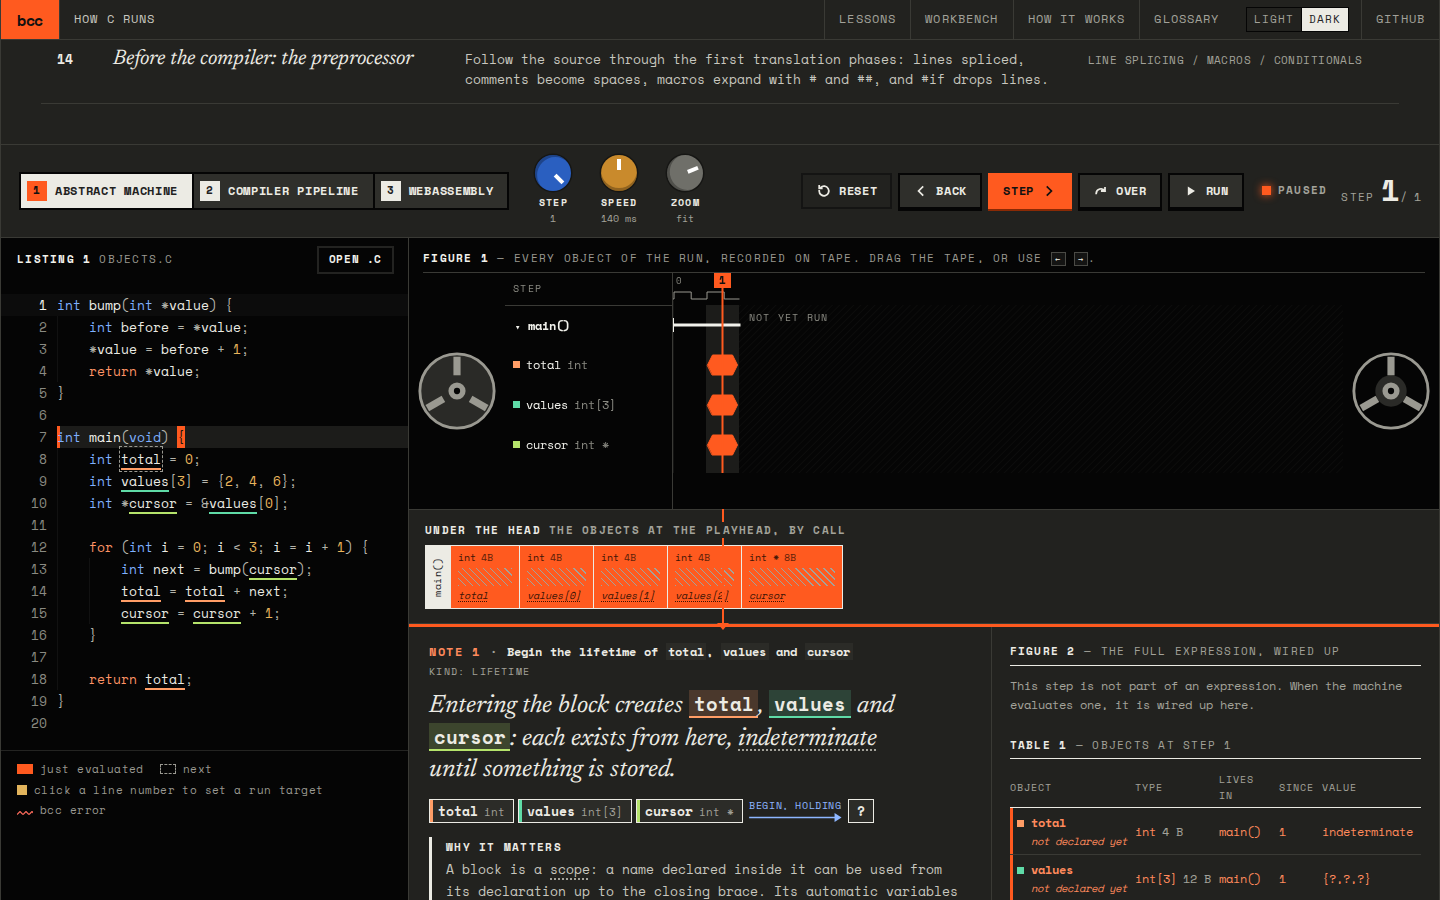 bcc HOW C RUNS LESSONS WORKBENCH HOW IT WORKS GLOSSARY LIGHT DARK GITHUB
14 Before the compiler: the preprocessor
Follow the source through the first translation phases: lines spliced,
comments become spaces, macros expand with # and ##, and #if drops lines.
LINE SPLICING / MACROS / CONDITIONALS
1 ABSTRACT MACHINE 2 COMPILER PIPELINE 3 WEBASSEMBLY
STEP SPEED ZOOM
1 140 ms fit
RESET BACK STEP OVER RUN PAUSED STEP 1 / 1
LISTING 1 OBJECTS.C OPEN .C
1 int bump(int *value) {
2 int before = *value;
3 *value = before + 1;
4 return *value;
5 }
6
7 int main(void) {
8 int total = 0;
9 int values[3] = {2, 4, 6};
10 int *cursor = &values[0];
11
12 for (int i = 0; i < 3; i = i + 1) {
13 int next = bump(cursor);
14 total = total + next;
15 cursor = cursor + 1;
16 }
17
18 return total;
19 }
20
just evaluated next
click a line number to set a run target
bcc error
FIGURE 1 — EVERY OBJECT OF THE RUN, RECORDED ON TAPE. DRAG THE TAPE, OR USE ← →.
STEP 0 1
▾ main() NOT YET RUN
total int
values int[3]
cursor int *
UNDER THE HEAD THE OBJECTS AT THE PLAYHEAD, BY CALL
main()
int 4B int 4B int 4B int 4B int * 8B
total values[0] values[1] values[2] cursor
NOTE 1 · Begin the lifetime of total, values and cursor
KIND: LIFETIME
Entering the block creates total, values and
cursor: each exists from here, indeterminate
until something is stored.
total int values int[3] cursor int * BEGIN, HOLDING ?
WHY IT MATTERS
A block is a scope: a name declared inside it can be used from
its declaration up to the closing brace. Its automatic variables
FIGURE 2 — THE FULL EXPRESSION, WIRED UP
This step is not part of an expression. When the machine
evaluates one, it is wired up here.
TABLE 1 — OBJECTS AT STEP 1
OBJECT TYPE LIVES IN SINCE VALUE
total int 4 B main() 1 indeterminate
not declared yet
values int[3] 12 B main() 1 {?,?,?}
not declared yet